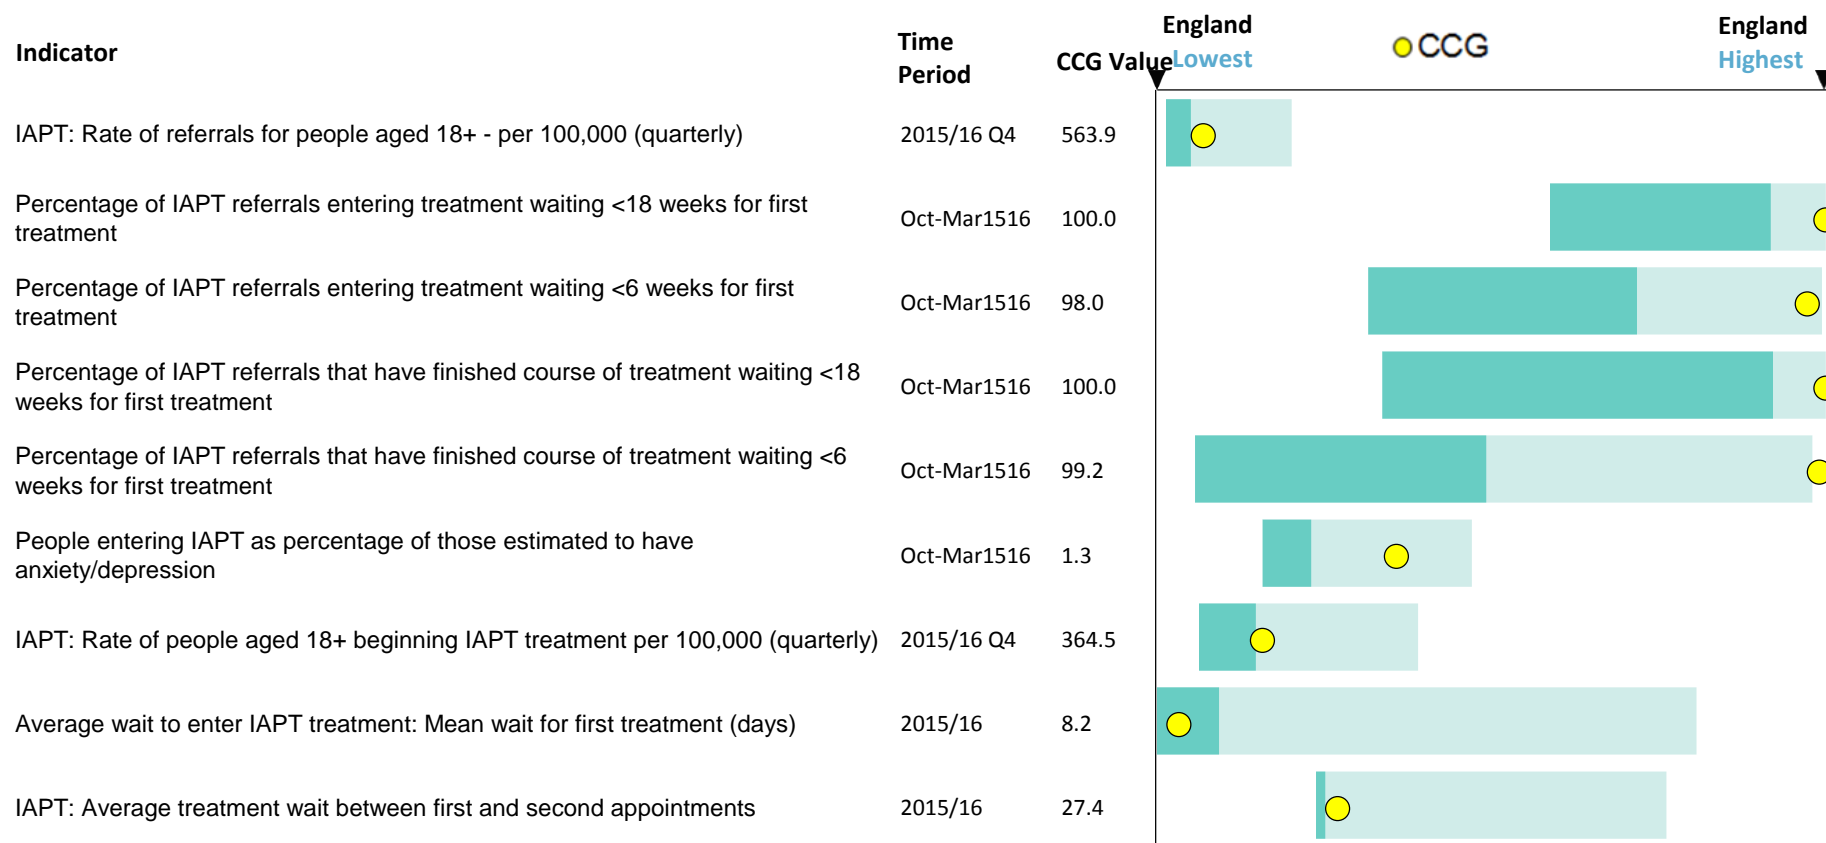 Indicator
Time
Period
CCG Value
England
Lowest
CCG
England
Highest
IAPT: Rate of referrals for people aged 18+ - per 100,000 (quarterly) 2015/16 Q4 563.9
Percentage of IAPT referrals entering treatment waiting <18 weeks for first
treatment
Oct-Mar1516 100.0
Percentage of IAPT referrals entering treatment waiting <6 weeks for first
treatment
Oct-Mar1516 98.0
Percentage of IAPT referrals that have finished course of treatment waiting <18
weeks for first treatment
Oct-Mar1516 100.0
Percentage of IAPT referrals that have finished course of treatment waiting <6
weeks for first treatment
Oct-Mar1516 99.2
People entering IAPT as percentage of those estimated to have
anxiety/depression
Oct-Mar1516 1.3
IAPT: Rate of people aged 18+ beginning IAPT treatment per 100,000 (quarterly) 2015/16 Q4 364.5
Average wait to enter IAPT treatment: Mean wait for first treatment (days) 2015/16 8.2
IAPT: Average treatment wait between first and second appointments 2015/16 27.4